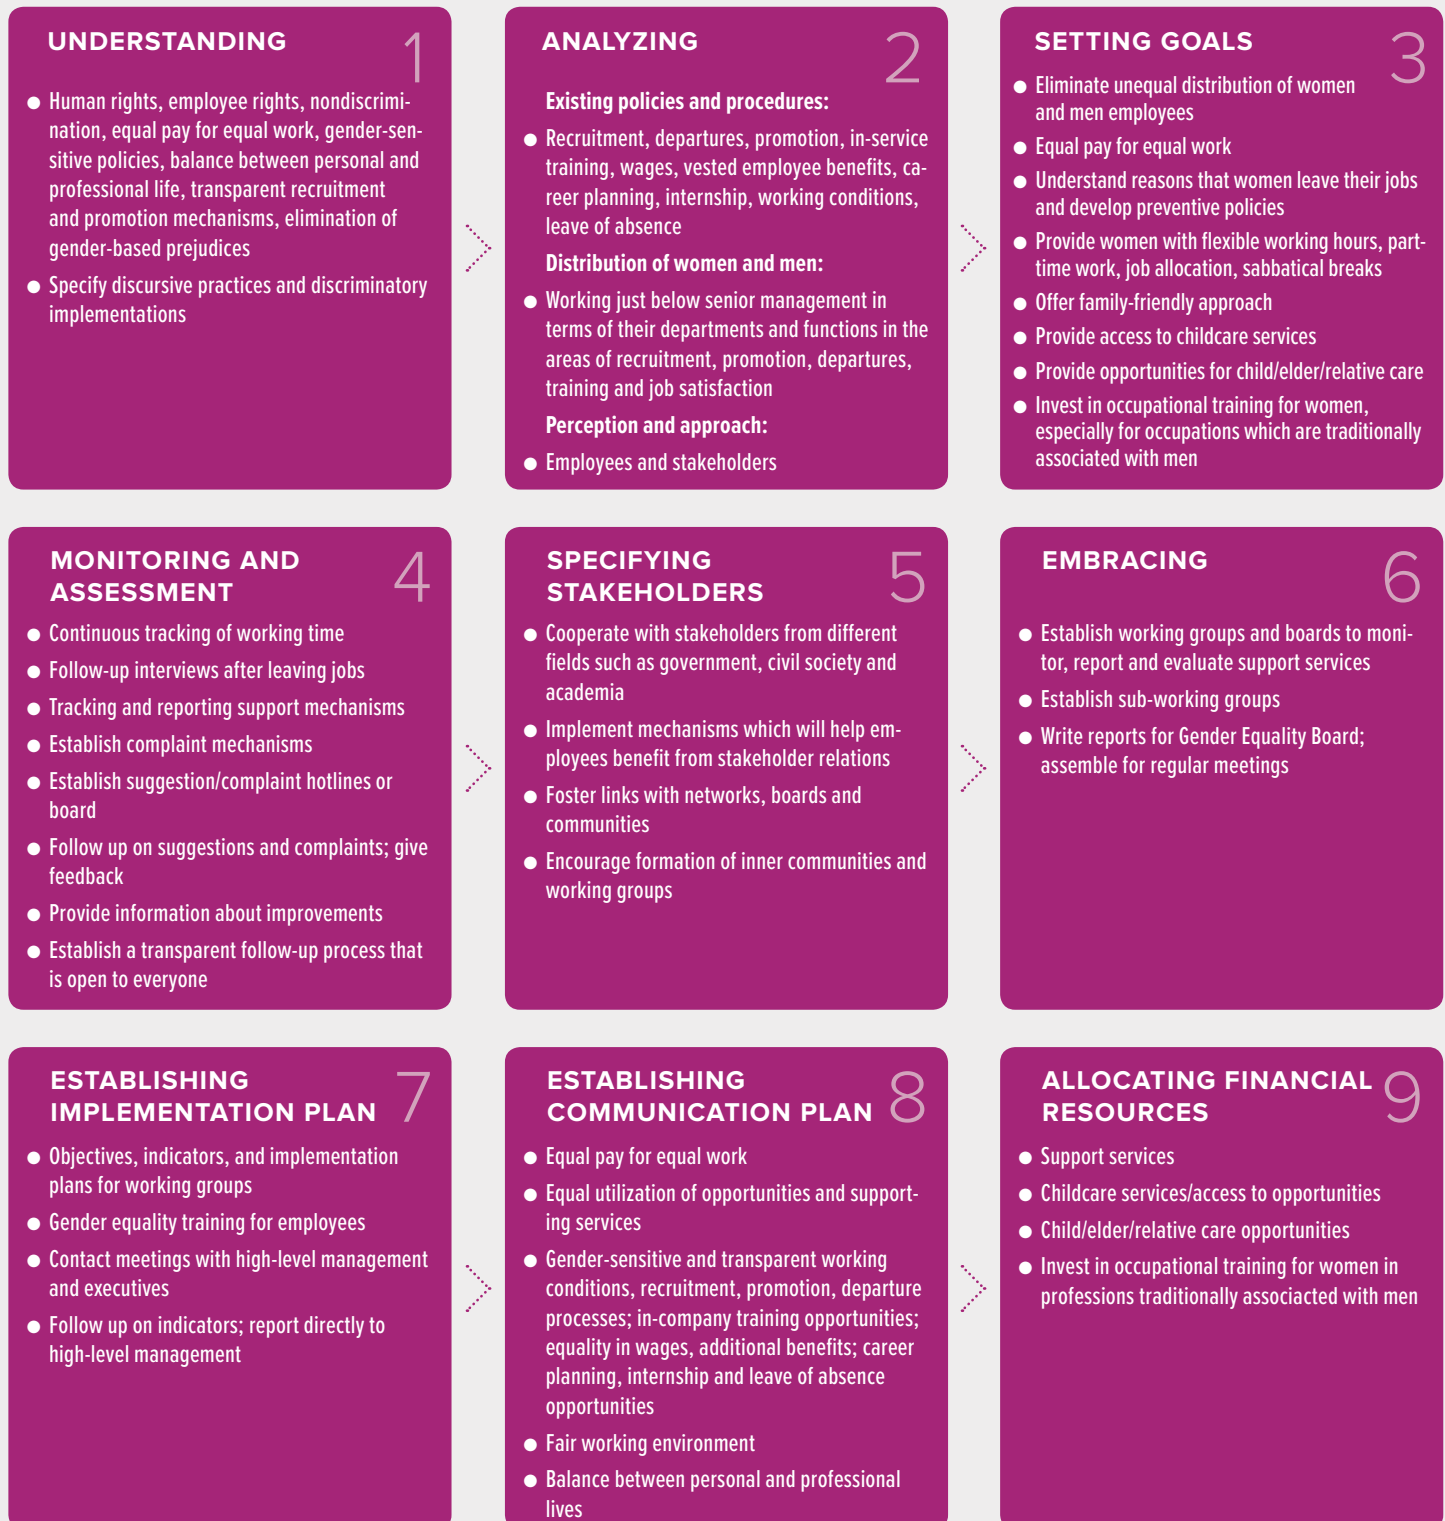 UNDERSTANDING
1
● Human rights, employee rights, nondiscrimi-
nation, equal pay for equal work, gender-sen-
sitive policies, balance between personal and
professional life, transparent recruitment
and promotion mechanisms, elimination of
gender-based prejudices
● Specify discursive practices and discriminatory
implementations
ANALYZING
2
Existing policies and procedures:
● Recruitment, departures, promotion, in-service
training, wages, vested employee benefits, ca-
reer planning, internship, working conditions,
leave of absence
Distribution of women and men:
● Working just below senior management in
terms of their departments and functions in the
areas of recruitment, promotion, departures,
training and job satisfaction
Perception and approach:
● Employees and stakeholders
SETTING GOALS
3
● Eliminate unequal distribution of women
and men employees
● Equal pay for equal work
● Understand reasons that women leave their jobs
and develop preventive policies
● Provide women with flexible working hours, part-
time work, job allocation, sabbatical breaks
● Offer family-friendly approach
● Provide access to childcare services
● Provide opportunities for child/elder/relative care
● Invest in occupational training for women,
especially for occupations which are traditionally
associated with men
MONITORING AND
ASSESSMENT
4
● Continuous tracking of working time
● Follow-up interviews after leaving jobs
● Tracking and reporting support mechanisms
● Establish complaint mechanisms
● Establish suggestion/complaint hotlines or
board
● Follow up on suggestions and complaints; give
feedback
● Provide information about improvements
● Establish a transparent follow-up process that
is open to everyone
SPECIFYING
STAKEHOLDERS
5
● Cooperate with stakeholders from different
fields such as government, civil society and
academia
● Implement mechanisms which will help em-
ployees benefit from stakeholder relations
● Foster links with networks, boards and
communities
● Encourage formation of inner communities and
working groups
EMBRACING
6
● Establish working groups and boards to moni-
tor, report and evaluate support services
● Establish sub-working groups
● Write reports for Gender Equality Board;
assemble for regular meetings
ESTABLISHING
IMPLEMENTATION PLAN
7
● Objectives, indicators, and implementation
plans for working groups
● Gender equality training for employees
● Contact meetings with high-level management
and executives
● Follow up on indicators; report directly to
high-level management
ESTABLISHING
COMMUNICATION PLAN
8
● Equal pay for equal work
● Equal utilization of opportunities and support-
ing services
● Gender-sensitive and transparent working
conditions, recruitment, promotion, departure
processes; in-company training opportunities;
equality in wages, additional benefits; career
planning, internship and leave of absence
opportunities
● Fair working environment
● Balance between personal and professional
lives
ALLOCATING FINANCIAL
RESOURCES
9
● Support services
● Childcare services/access to opportunities
● Child/elder/relative care opportunities
● Invest in occupational training for women in
professions traditionally associacted with men